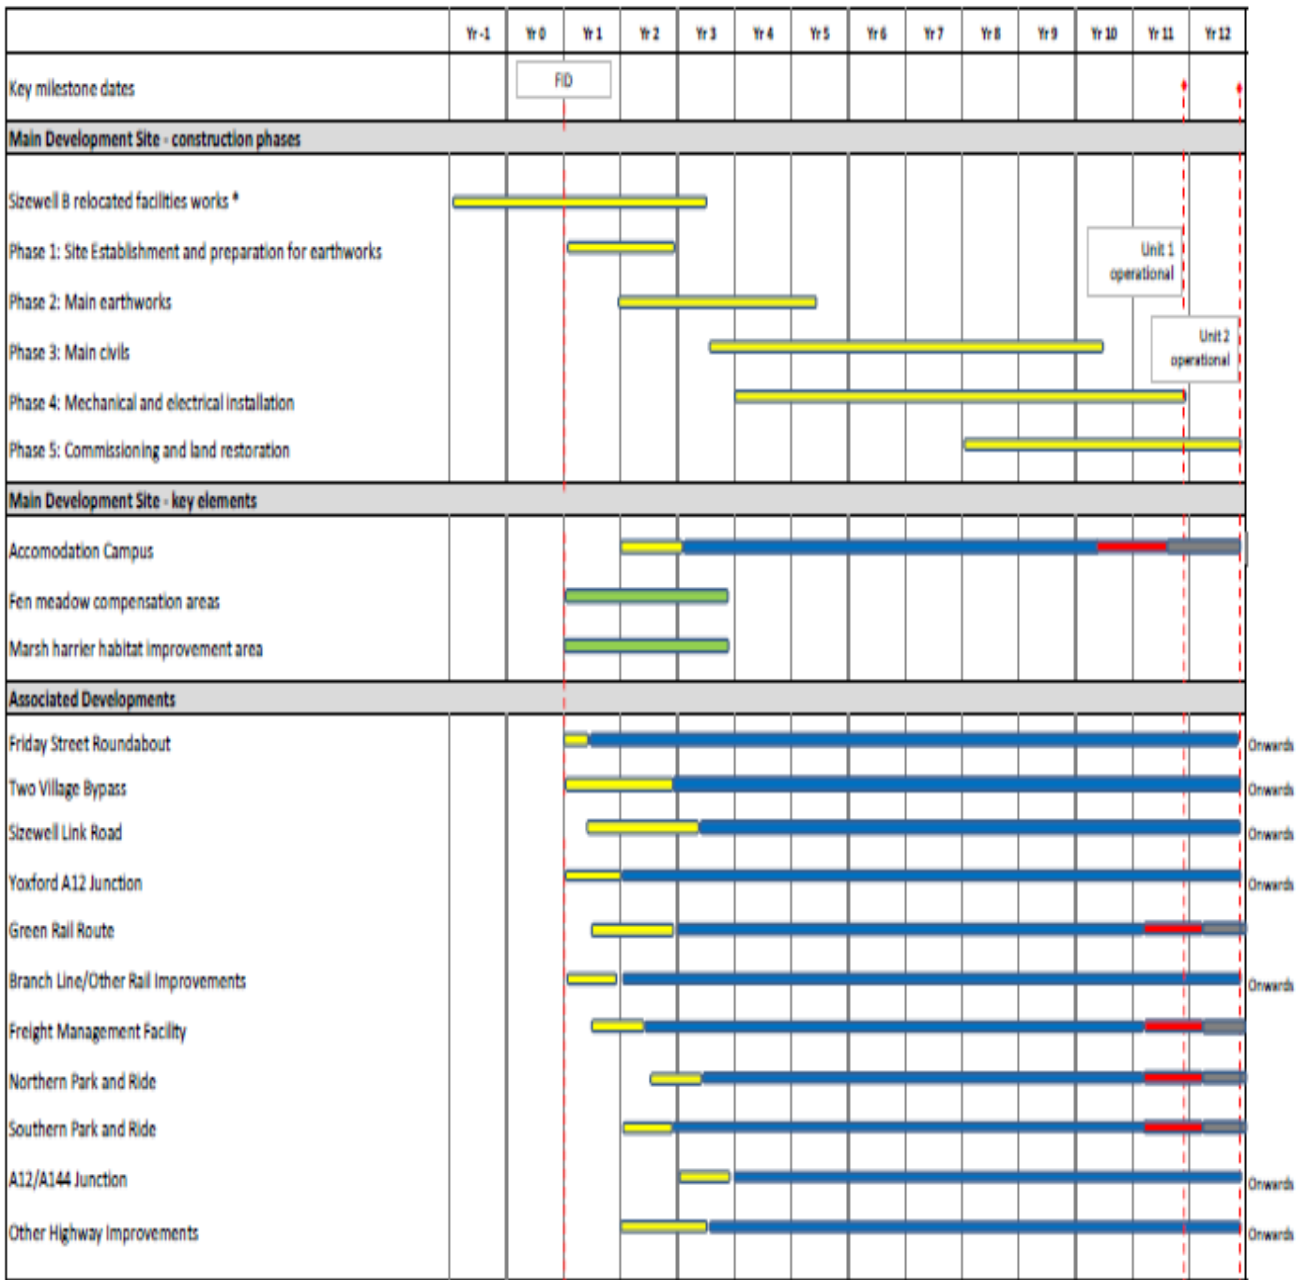 Yr -1 Yr 0 Yr 1 Yr 2 Yr 3 Yr 4 Yr 5 Yr 6 Yr 7 Yr 8 Yr 9 Yr 10 Yr 11 Yr 12
Key milestone dates FID
Main Development Site - construction phases
Sizewell B relocated facilities works *
Phase 1: Site Establishment and preparation for earthworks
Unit 1
operational
Phase 2: Main earthworks
Unit 2
operational
Phase 3: Main civils
Phase 4: Mechanical and electrical installation
Phase 5: Commissioning and land restoration
Main Development Site - key elements
Accomodation Campus
Fen meadow compensation areas
Marsh harrier habitat improvement area
Associated Developments
Friday Street Roundabout Onwards
Two Village Bypass Onwards
Sizewell Link Road Onwards
Yoxford A12 Junction Onwards
Green Rail Route
Branch Line/Other Rail Improvements Onwards
Freight Management Facility
Northern Park and Ride
Southern Park and Ride
A12/A144 Junction Onwards
Other Highway Improvements Onwards